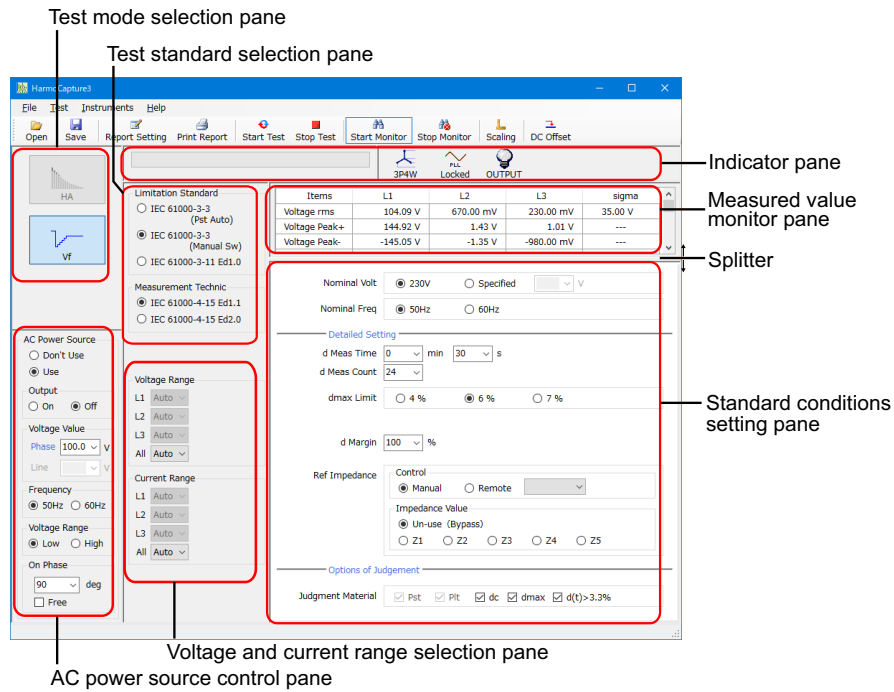 Test mode selection pane
Test standard selection pane
HarmoCapture3
File Test Instruments Help
Open Save Report Setting Print Report Start Test Stop Test Start Monitor Stop Monitor Scaling DC Offset
Indicator pane
PLL
3P4W Locked OUTPUT
HA
Vf
Limitation Standard
IEC 61000-3-3
(Pst Auto)
IEC 61000-3-3
(Manual Sw)
IEC 61000-3-11 Ed1.0
Measurement Technic
IEC 61000-4-15 Ed1.1
IEC 61000-4-15 Ed2.0
Items L1 L2 L3 sigma
Voltage rms 104.09 V 670.00 mV 230.00 mV 35.00 V
Voltage Peak+ 144.92 V 1.43 V 1.01 V ---
Voltage Peak- -145.05 V -1.35 V -980.00 mV ---
Measured value
monitor pane
Splitter
AC Power Source
Don't Use
Use
Output
On Off
Voltage Value
Phase 100.0 V
Line V
Frequency
50Hz 60Hz
Voltage Range
Low High
On Phase
90 deg
Free
Voltage Range
L1 Auto
L2 Auto
L3 Auto
All Auto
Current Range
L1 Auto
L2 Auto
L3 Auto
All Auto
Nominal Volt 230V Specified V
Nominal Freq 50Hz 60Hz
Detailed Setting
d Meas Time 0 min 30 s
d Meas Count 24
dmax Limit 4 % 6 % 7 %
d Margin 100 %
Ref Impedance Control
Manual Remote
Impedance Value
Un-use (Bypass)
Z1 Z2 Z3 Z4 Z5
Options of Judgement
Judgment Material Pst Plt dc dmax d(t)>3.3%
Standard conditions
setting pane
Voltage and current range selection pane
AC power source control pane